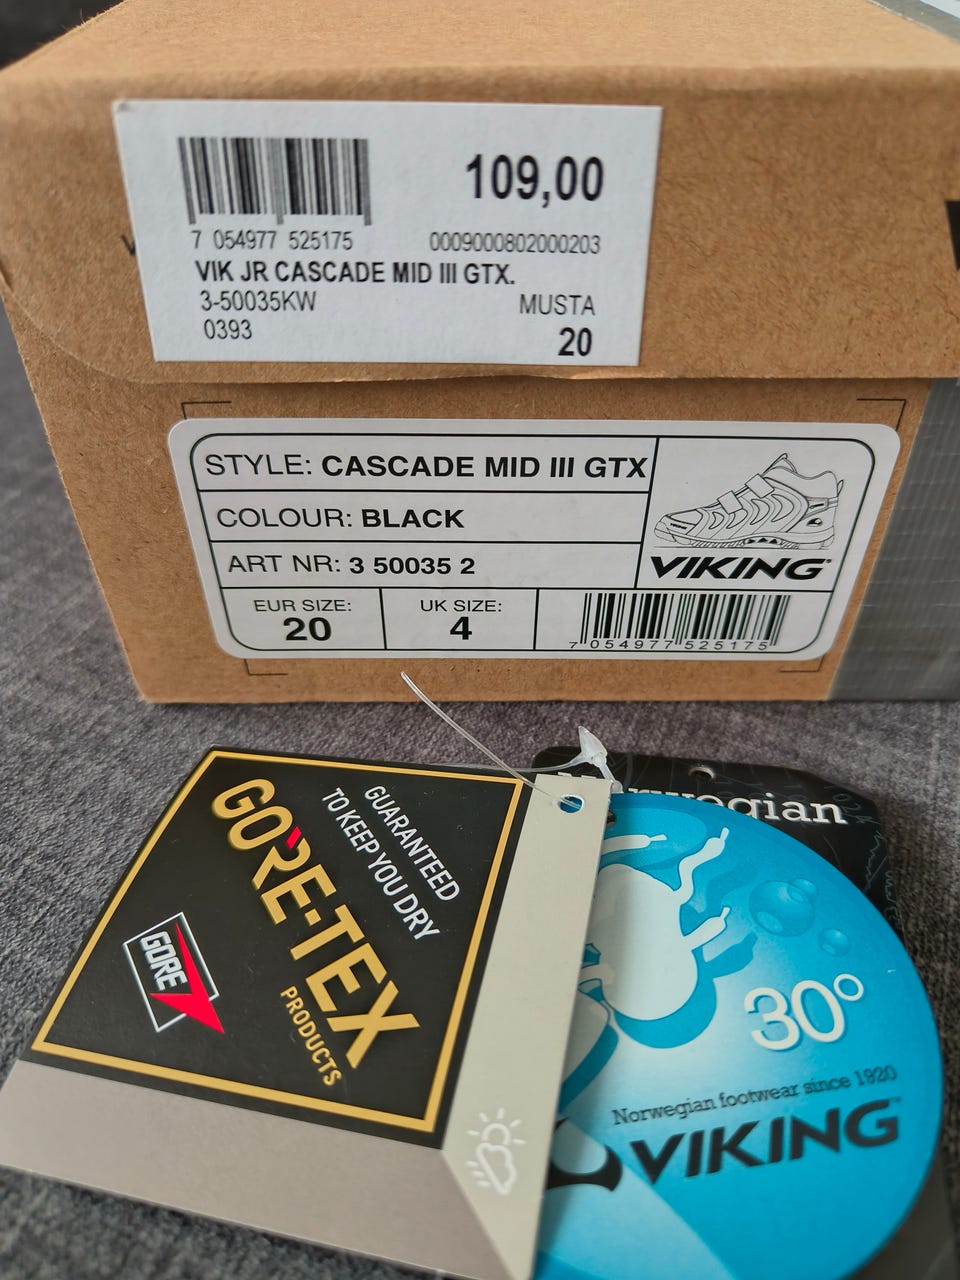 109,00
7 054977 525175
0009000802000203
VIK JR CASCADE MID III GTX.
3-50035KW
MUSTA
0393
20
STYLE: CASCADE MID III GTX
COLOUR: BLACK
ART NR: 3 50035 2
VIKING
EUR SIZE:
20
UK SIZE:
4
7 054977 525175
GUARANTEED
TO KEEP YOU DRY
GORE-TEX
PRODUCTS
GORE
30°
Norwegian footwear since 1920
VIKING